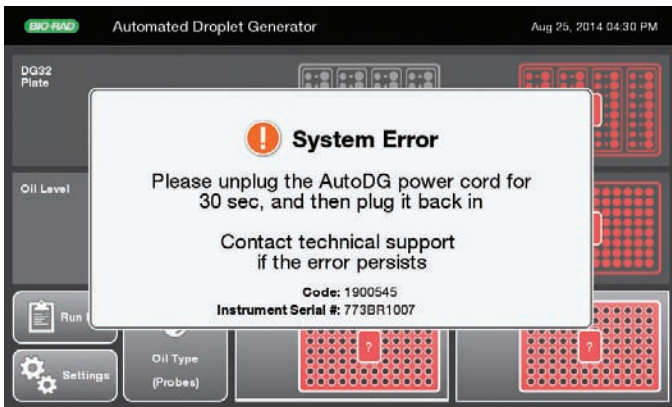 BIO-RAD Automated Droplet Generator Aug 25, 2014 04:30 PM
DG32
Plate
System Error
Please unplug the AutoDG power cord for
30 sec, and then plug it back in
Oil Level
Contact technical support
if the error persists
Code: 1900545
Instrument Serial #: 773BR1007
Run
Oil Type
(Probes)
Settings
?
?